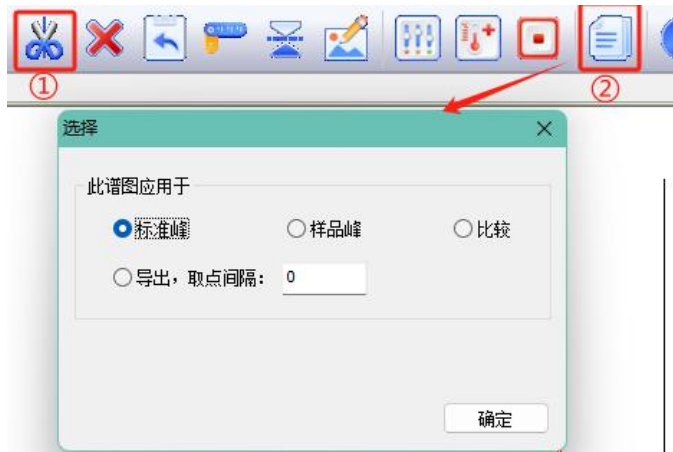 ①
②
选择
此谱图应用于
标准峰 样品峰 比较
导出，取点间隔： 0
确定